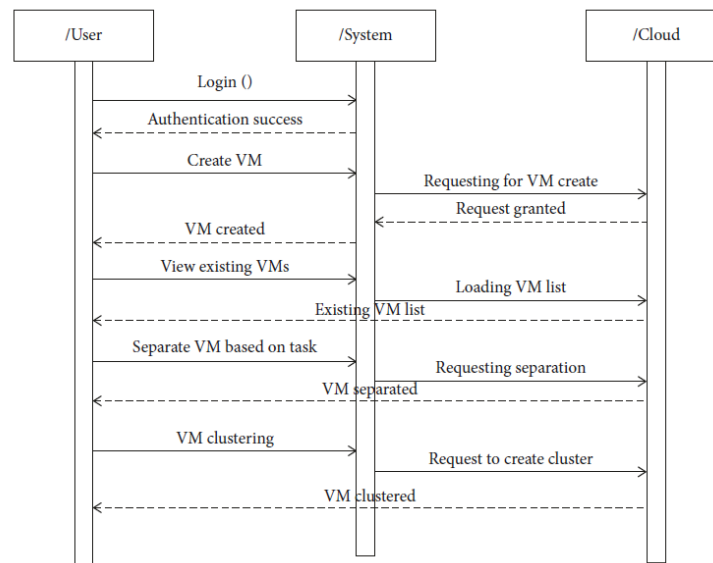 /User
/System
/Cloud
Login ()
Authentication success
Create VM
Requesting for VM create
Request granted
VM created
View existing VMs
Loading VM list
Existing VM list
Separate VM based on task
Requesting separation
VM separated
VM clustering
Request to create cluster
VM clustered